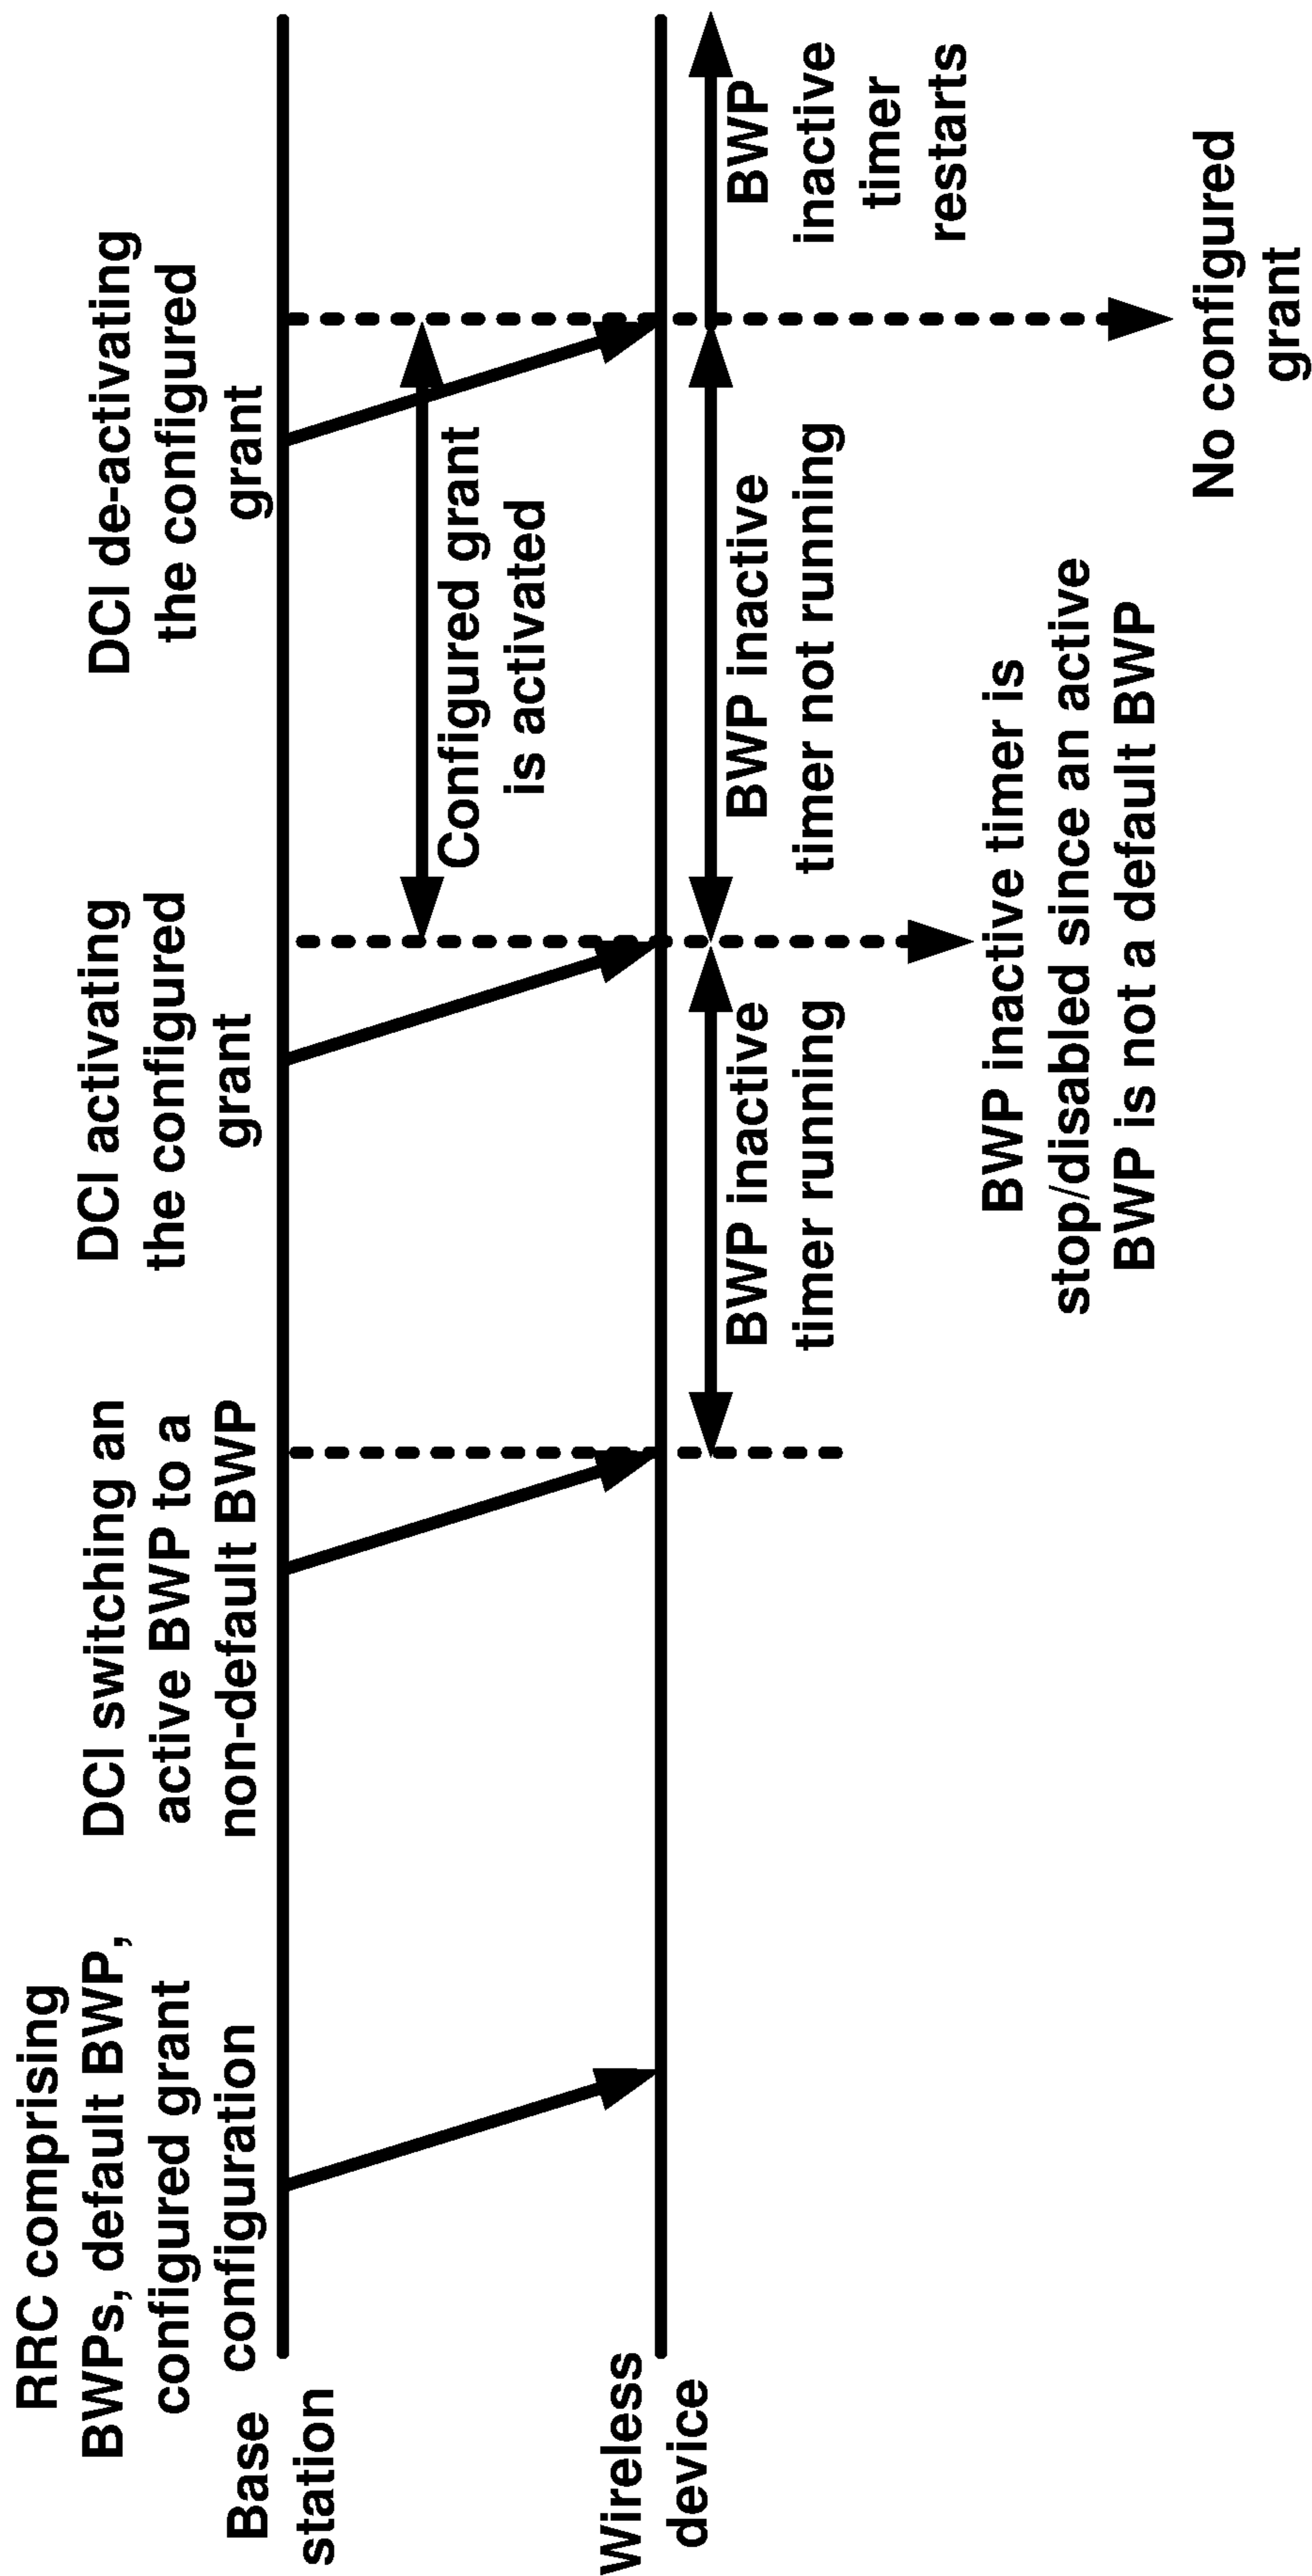 RRC comprising
BWPs, default BWP,
configured grant
configuration
DCI switching an
active BWP to a
non-default BWP
DCI activating
the configured
grant
DCI de-activating
the configured
grant
Base
station
Configured grant
is activated
Wireless
device
BWP inactive
timer running
BWP inactive
timer not running
BWP
inactive
timer
restarts
BWP inactive timer is
stop/disabled since an active
BWP is not a default BWP
No configured
grant